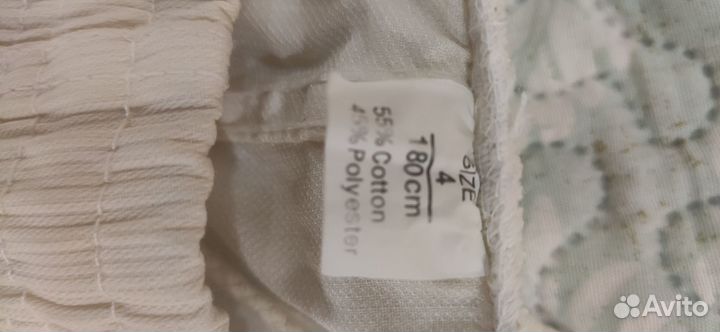 SIZE
4
180cm
55% Cotton
45% Polyester
Avito